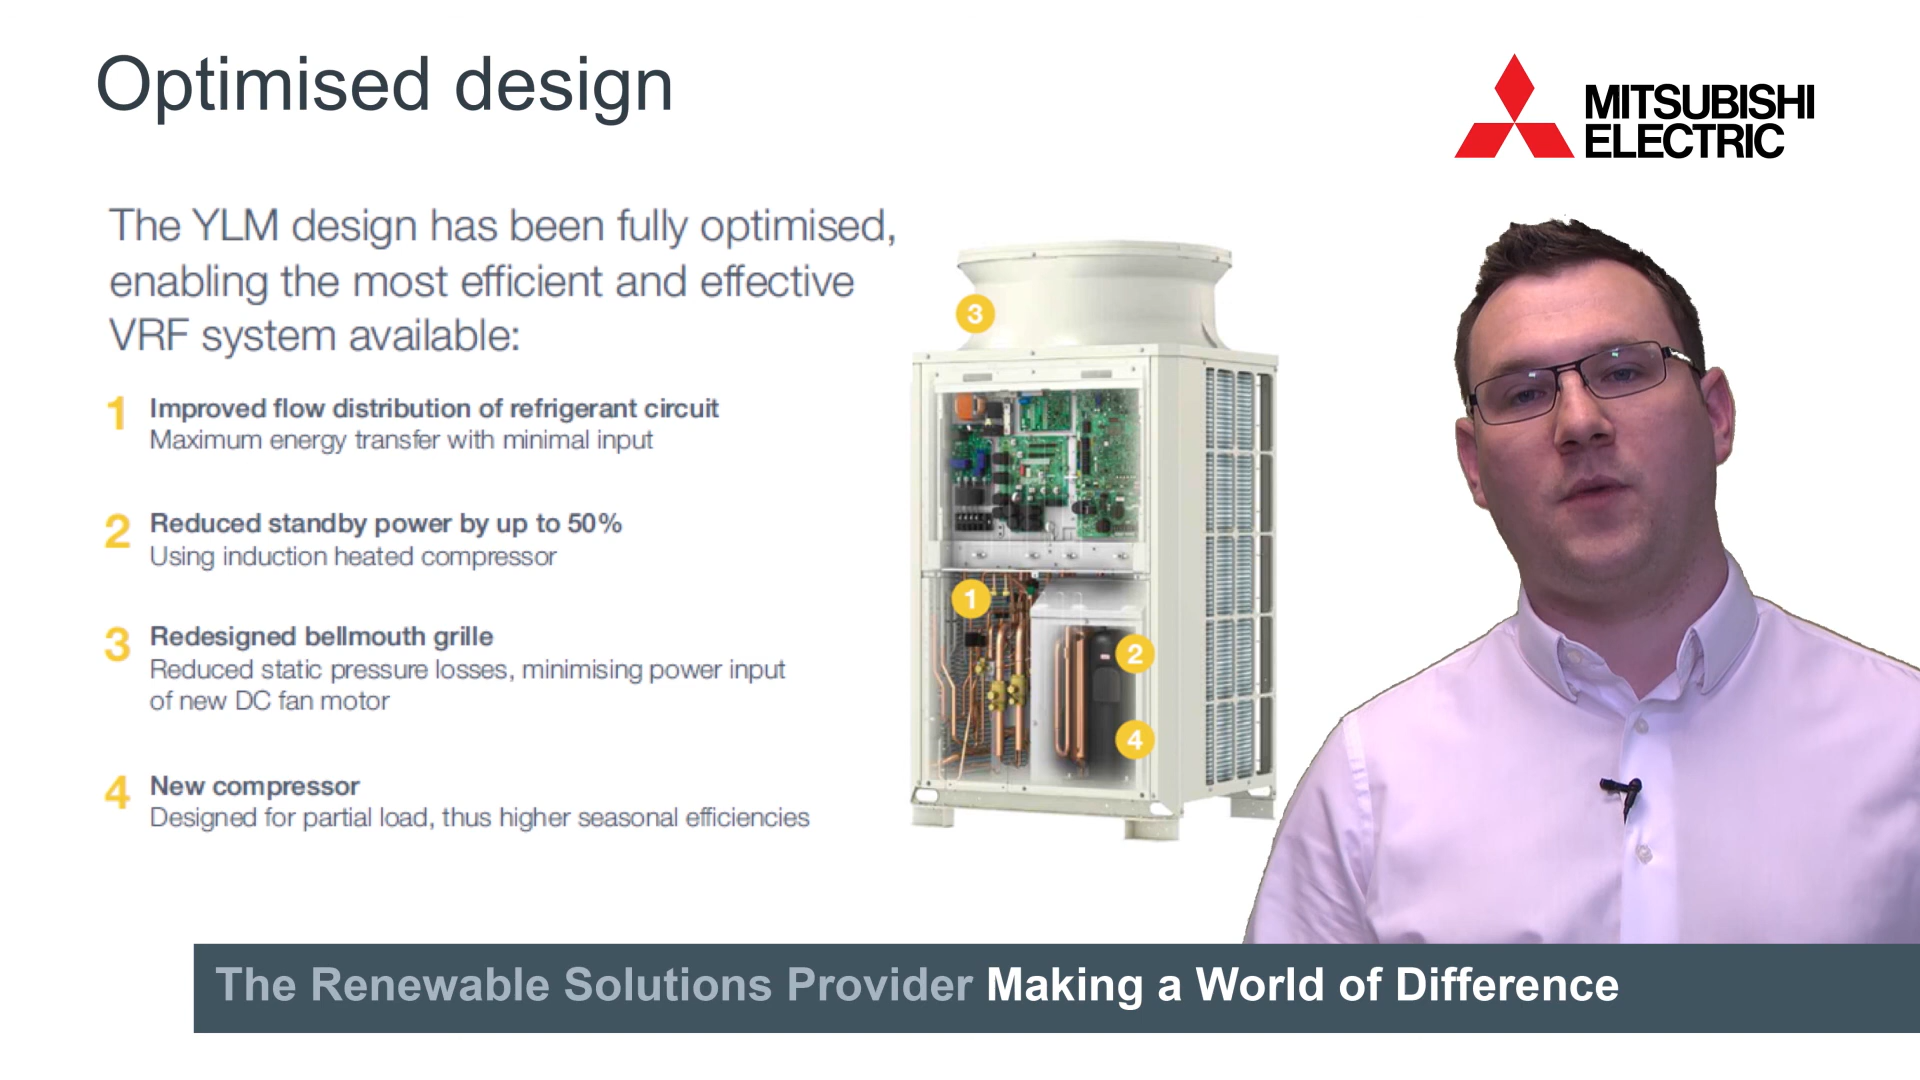 Optimised design
MITSUBISHI
ELECTRIC
The YLM design has been fully optimised,
enabling the most efficient and effective
VRF system available:
1 Improved flow distribution of refrigerant circuit
Maximum energy transfer with minimal input
2 Reduced standby power by up to 50%
Using induction heated compressor
3 Redesigned bellmouth grille
Reduced static pressure losses, minimising power input
of new DC fan motor
4 New compressor
Designed for partial load, thus higher seasonal efficiencies
3
1
2
4
The Renewable Solutions Provider Making a World of Difference